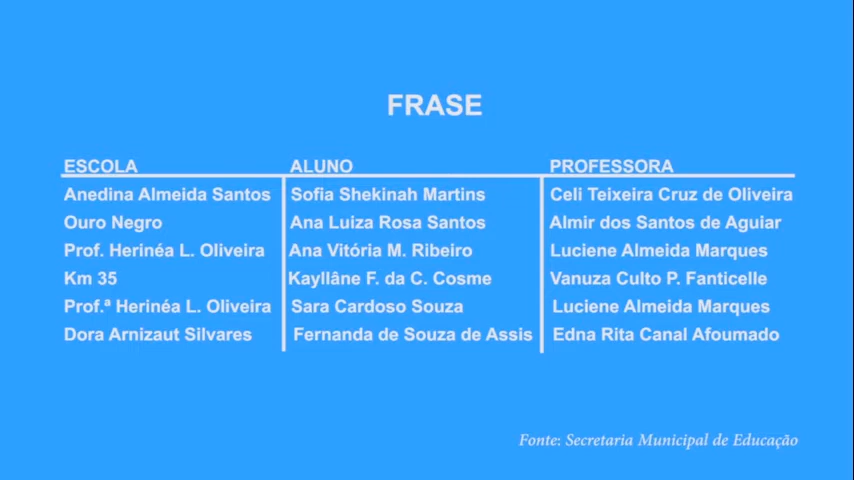 FRASE
ESCOLA ALUNO PROFESSORA
Anedina Almeida Santos Sofia Shekinah Martins Celi Teixeira Cruz de Oliveira
Ouro Negro Ana Luiza Rosa Santos Almir dos Santos de Aguiar
Prof. Herinéa L. Oliveira Ana Vitória M. Ribeiro Luciene Almeida Marques
Km 35 Kayllâne F. da C. Cosme Vanuza Culto P. Fanticelle
Prof.ª Herinéa L. Oliveira Sara Cardoso Souza Luciene Almeida Marques
Dora Arnizaut Silvares Fernanda de Souza de Assis Edna Rita Canal Afoumado
Fonte: Secretaria Municipal de Educação